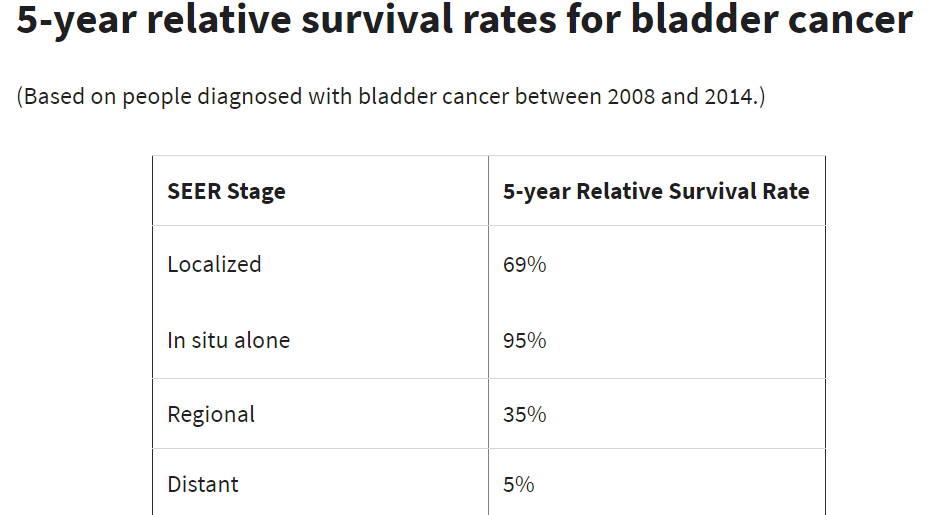 5-year relative survival rates for bladder cancer
(Based on people diagnosed with bladder cancer between 2008 and 2014.)
SEER Stage 5-year Relative Survival Rate
Localized 69%
In situ alone 95%
Regional 35%
Distant 5%